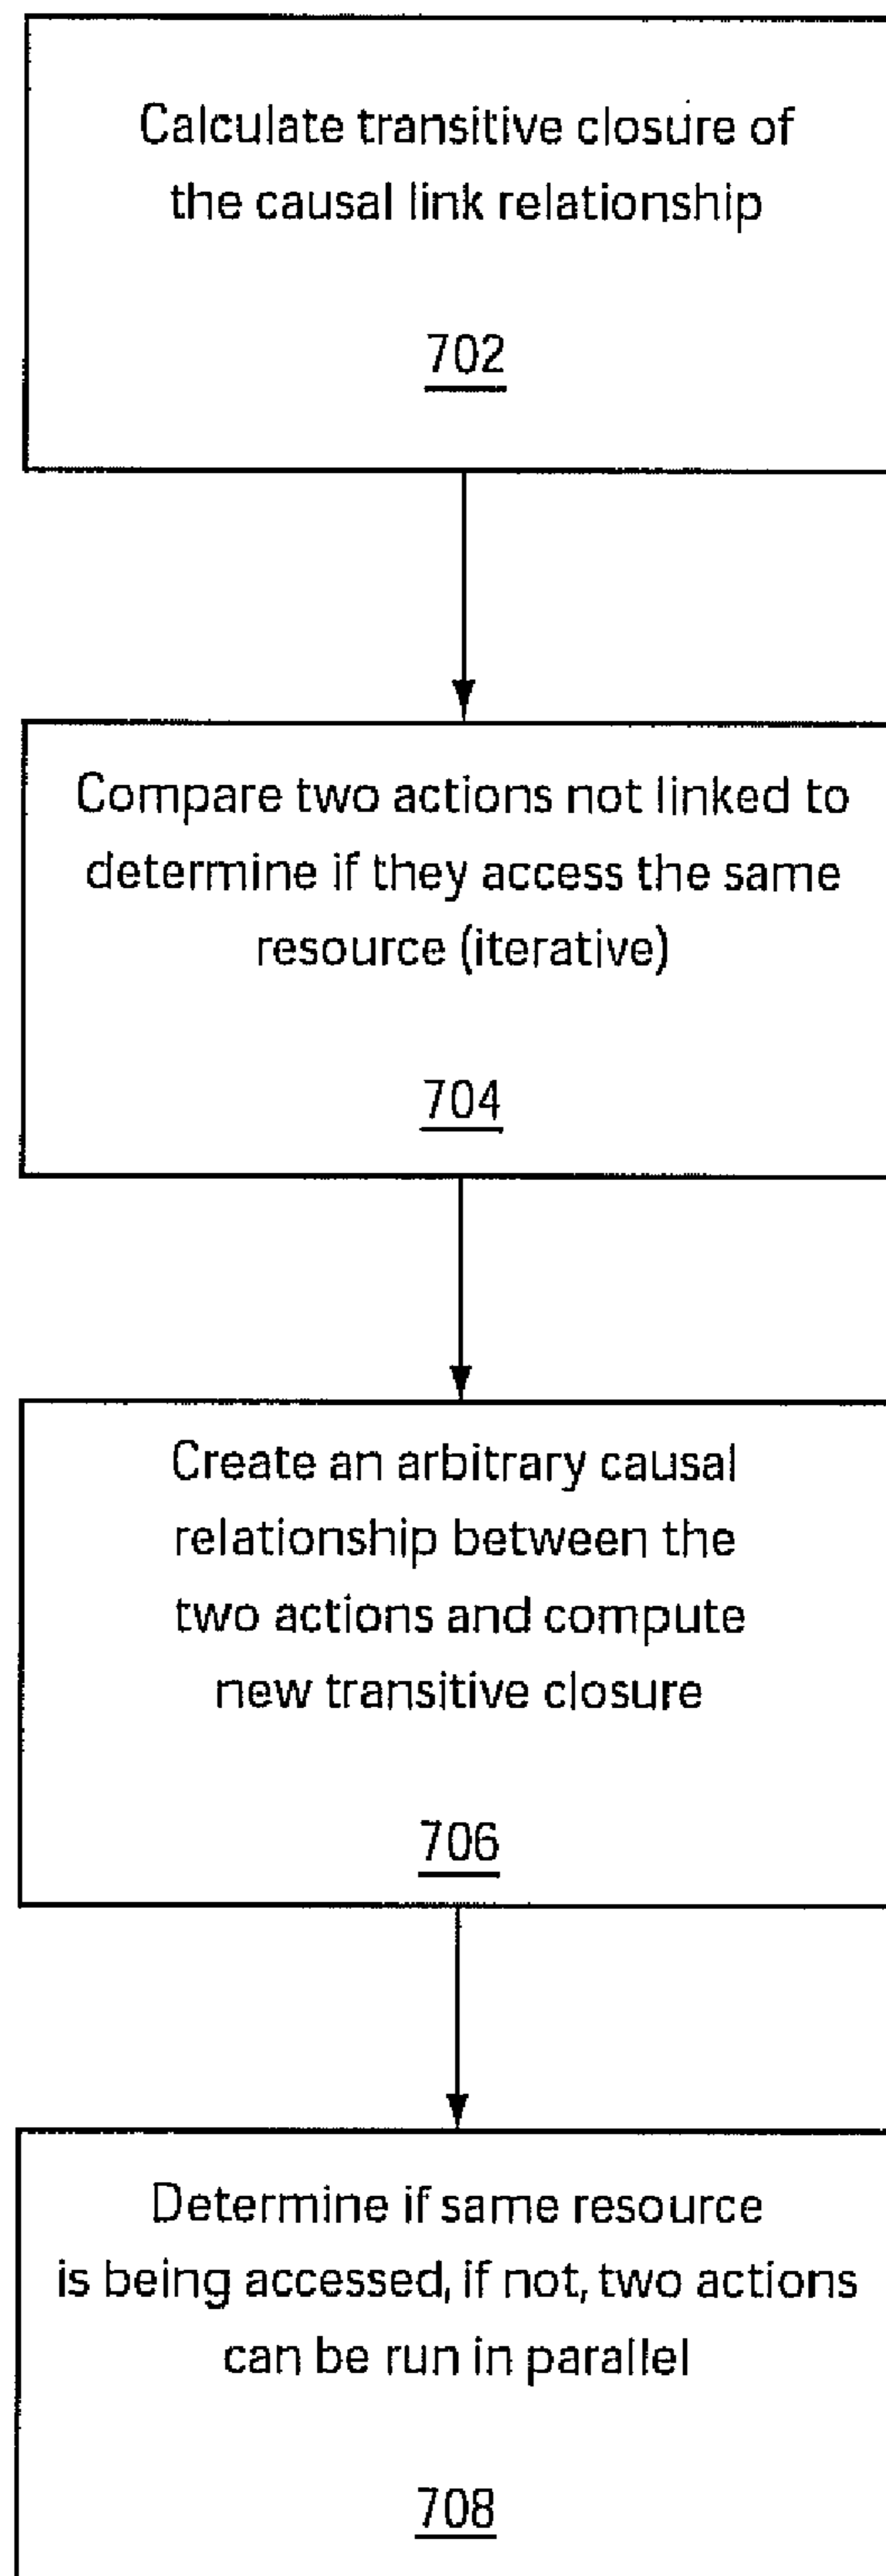 Calculate transitive closure of
the causal link relationship
702
Compare two actions not linked to
determine if they access the same
resource (iterative)
704
Create an arbitrary causal
relationship between the
two actions and compute
new transitive closure
706
Determine if same resource
is being accessed, if not, two actions
can be run in parallel
708